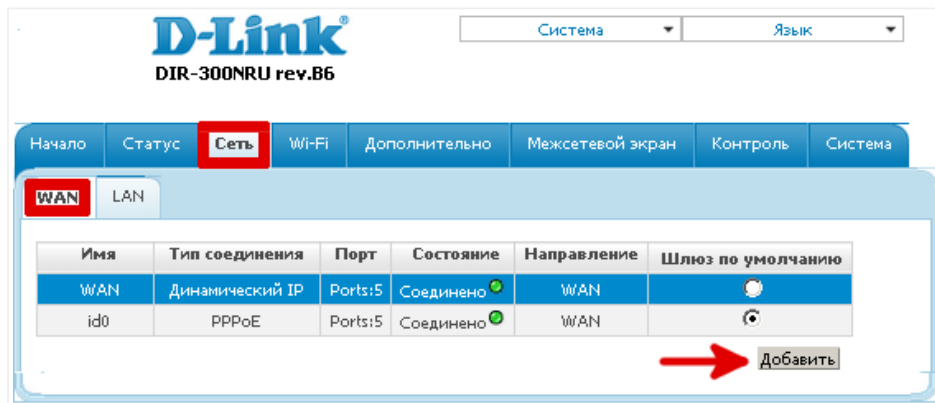 D-Link® Система Язык
DIR-300NRU rev.B6
Начало Статус Сеть Wi-Fi Дополнительно Межсетевой экран Контроль Система
WAN LAN
Имя Тип соединения Порт Состояние Направление Шлюз по умолчанию
WAN Динамический IP Ports:5 Соединено WAN
id0 PPPoE Ports:5 Соединено WAN
Добавить